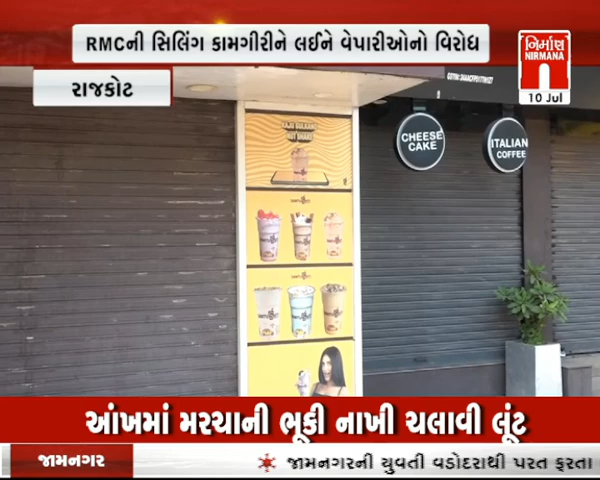 RMCની સિલિંગ કામગીરીને લઈને વેપારીઓનો વિરોધ
રાજકોટ
નિર્માણ
NIRMANA
10 Jul
CHEESE
CAKE
ITALIAN
COFFEE
આંખમાં મરચાની ભૂકી નાખી ચલાવી લૂંટ
જામનગર
જામનગરની યુવતી વડોદરાથી પરત ફરતા